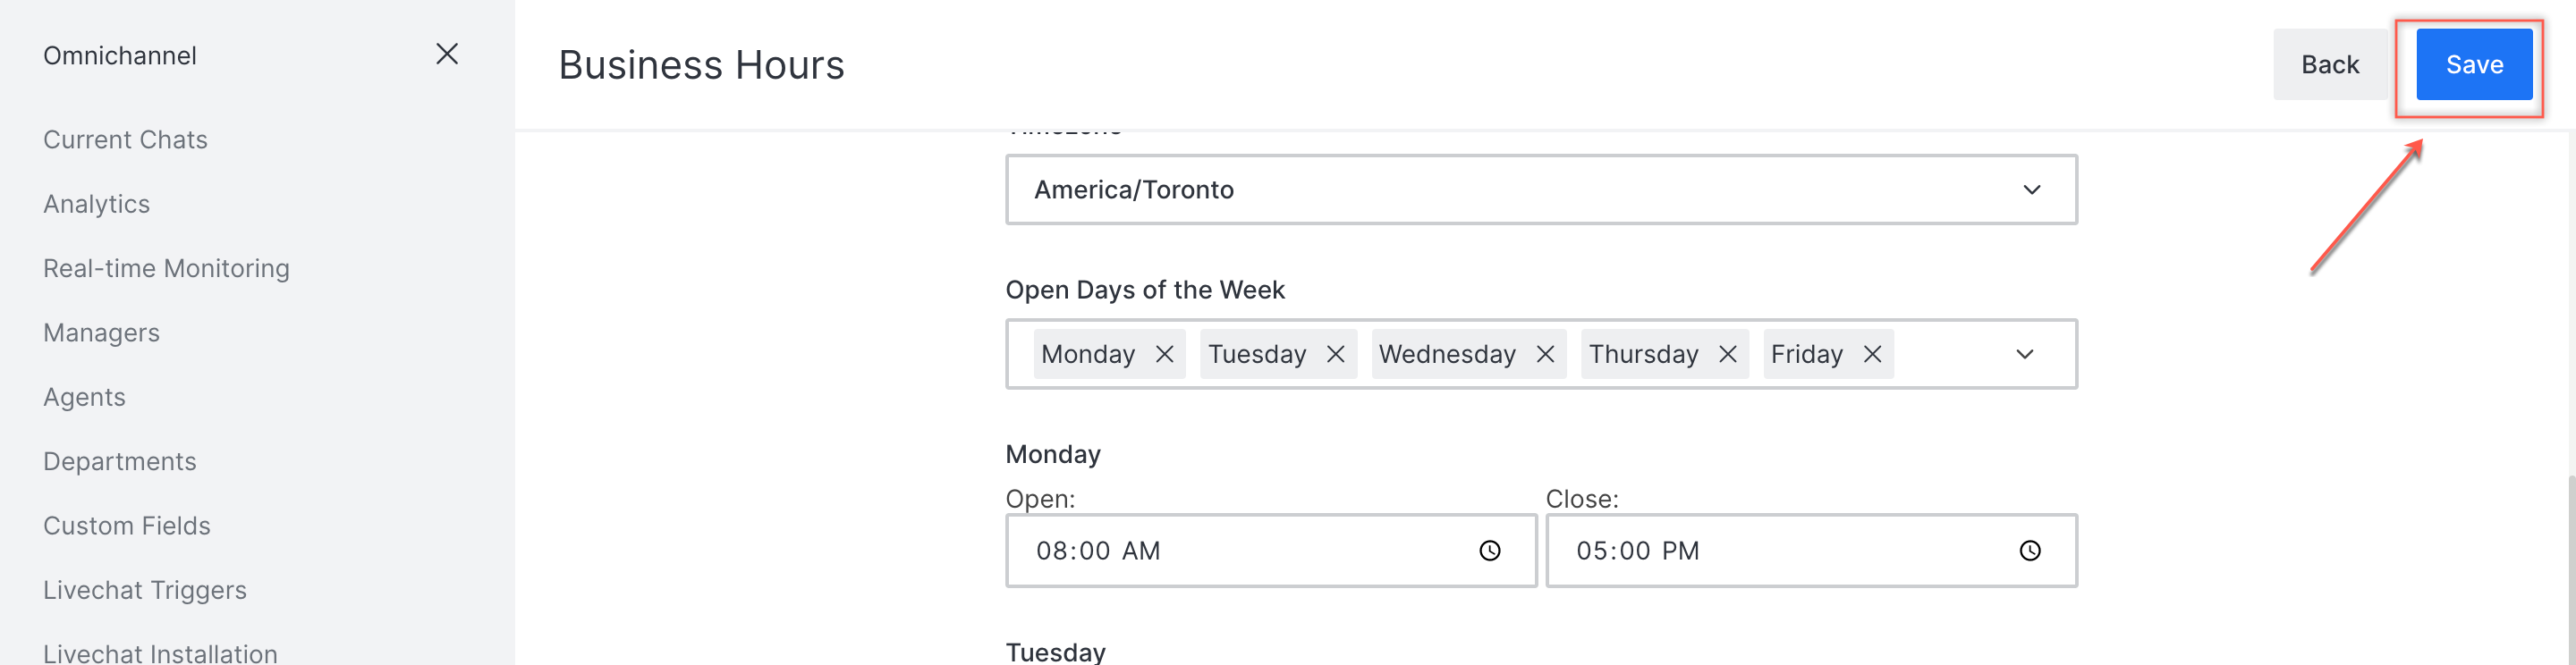 Omnichannel
Current Chats
Analytics
Real-time Monitoring
Managers
Agents
Departments
Custom Fields
Livechat Triggers
Livechat Installation
Business Hours
Back
Save
Timezone
America/Toronto
Open Days of the Week
Monday Tuesday Wednesday Thursday Friday
Monday
Open: Close:
08:00 AM 05:00 PM
Tuesday